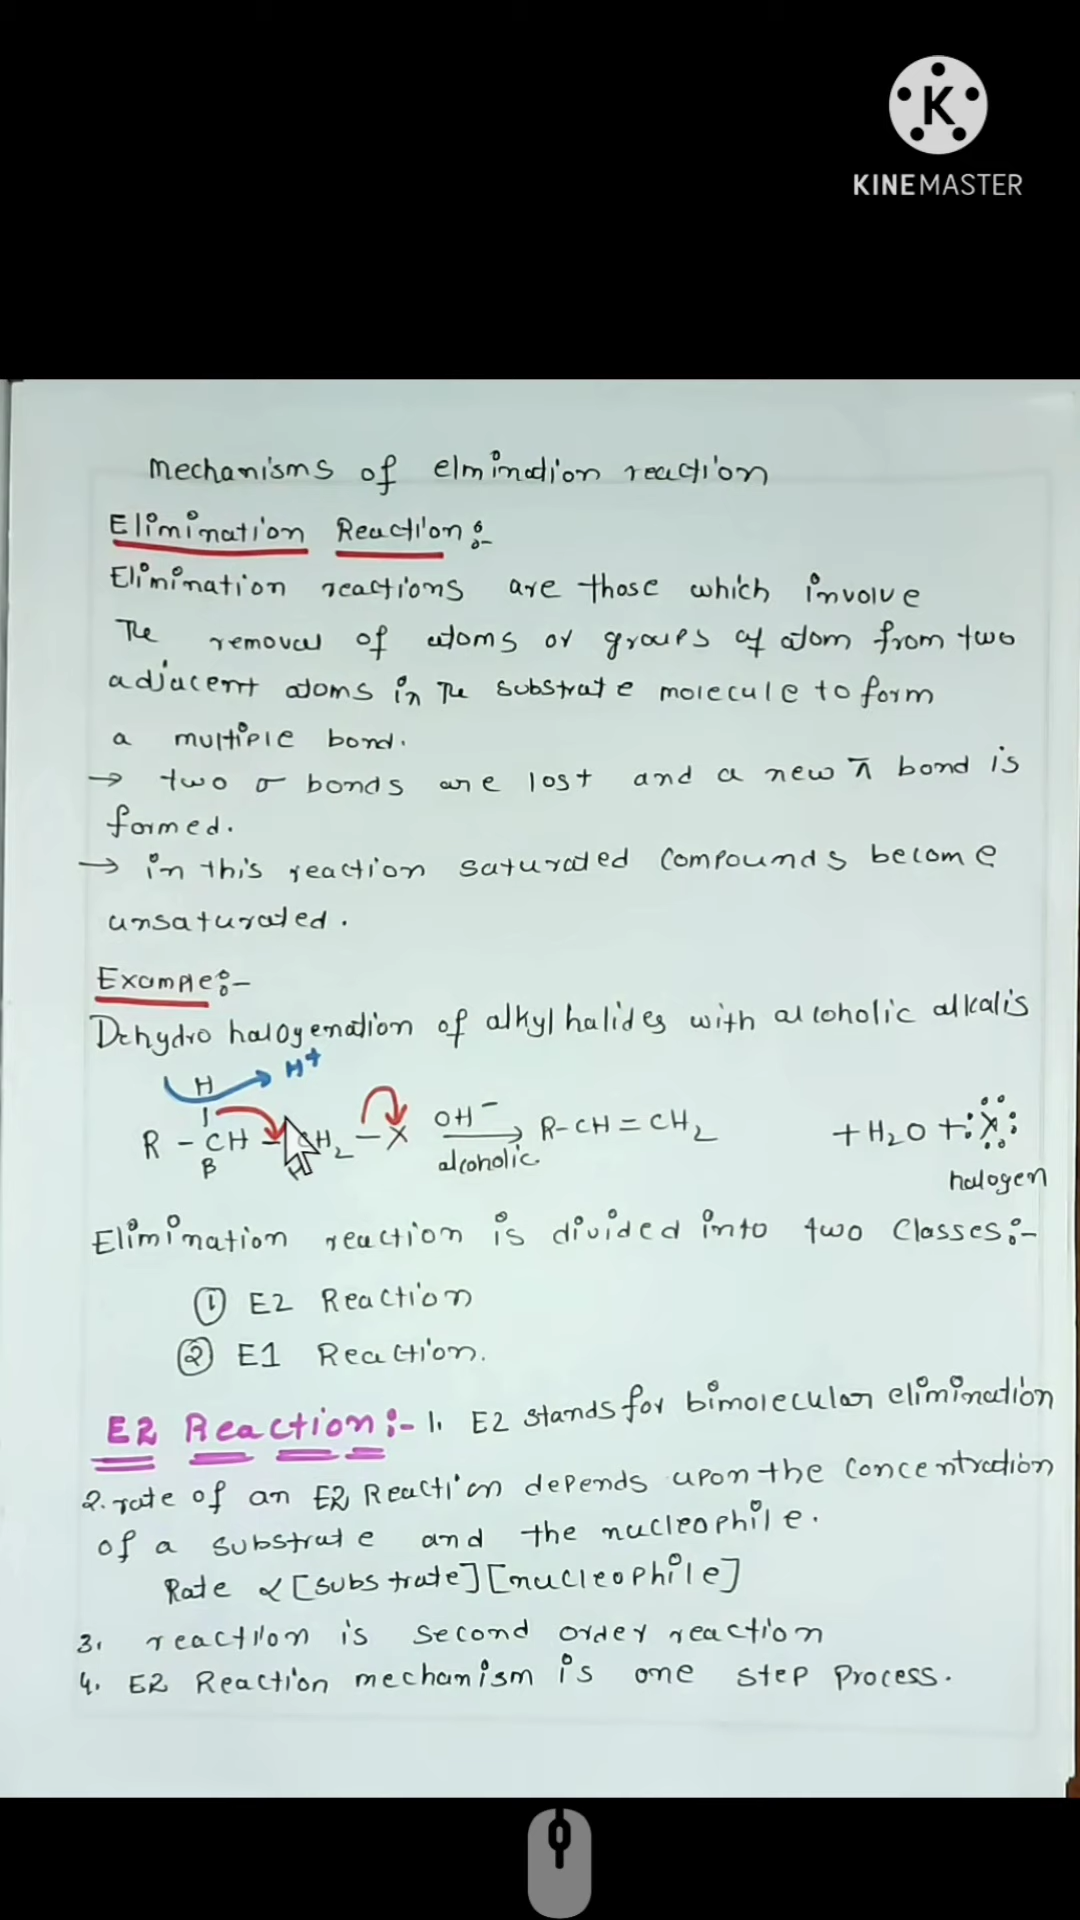 K
KINEMASTER
Mechanisms of elmination reaction
Elimination Reaction :-
Elimination reactions are those which involve
The removal of atoms or groups of atom from two
adjacent atoms in The substrate molecule to form
a multiple bond.
→ two σ bonds are lost and a new π bond is
formed.
→ in this reaction saturated compounds become
unsaturated.
Example:-
Dehydro halogenation of alkyl halides with alcoholic alkalis
H H+
R - CH - CH2 - X OH- → R-CH=CH2 + H2O + :X:
β alcoholic halogen
Elimination reaction is divided into two classes:-
① E2 Reaction
② E1 Reaction.
E2 Reaction:- 1. E2 stands for bimolecular elimination
2. rate of an E2 Reaction depends upon the concentration
of a substrate and the nucleophile.
Rate ∝ [substrate][nucleophile]
3. reaction is second order reaction
4. E2 Reaction mechanism is one step process.